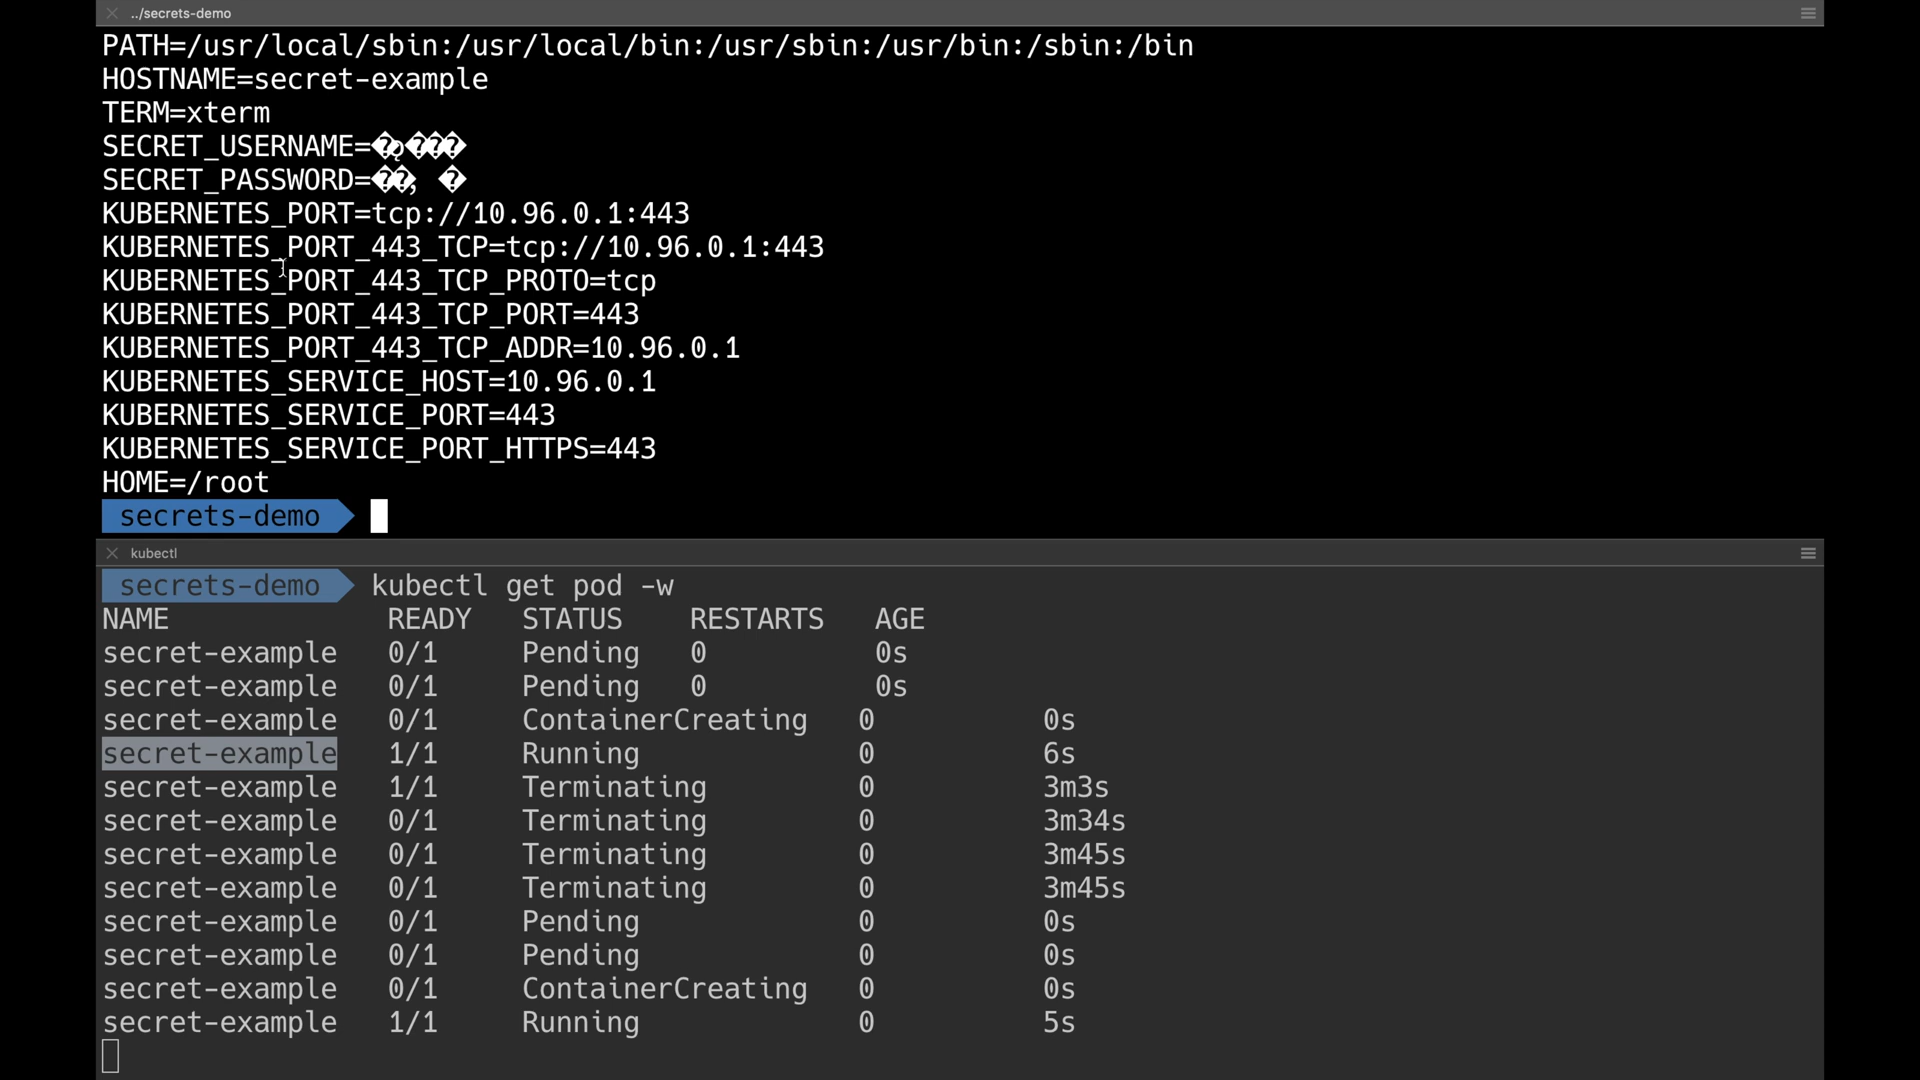 ../secrets-demo
PATH=/usr/local/sbin:/usr/local/bin:/usr/sbin:/usr/bin:/sbin:/bin
HOSTNAME=secret-example
TERM=xterm
SECRET_USERNAME=�ǫ���
SECRET_PASSWORD=��, �
KUBERNETES_PORT=tcp://10.96.0.1:443
KUBERNETES_PORT_443_TCP=tcp://10.96.0.1:443
KUBERNETES_PORT_443_TCP_PROTO=tcp
KUBERNETES_PORT_443_TCP_PORT=443
KUBERNETES_PORT_443_TCP_ADDR=10.96.0.1
KUBERNETES_SERVICE_HOST=10.96.0.1
KUBERNETES_SERVICE_PORT=443
KUBERNETES_SERVICE_PORT_HTTPS=443
HOME=/root
secrets-demo
kubectl
secrets-demo kubectl get pod -w
NAME READY STATUS RESTARTS AGE
secret-example 0/1 Pending 0 0s
secret-example 0/1 Pending 0 0s
secret-example 0/1 ContainerCreating 0 0s
secret-example 1/1 Running 0 6s
secret-example 1/1 Terminating 0 3m3s
secret-example 0/1 Terminating 0 3m34s
secret-example 0/1 Terminating 0 3m45s
secret-example 0/1 Terminating 0 3m45s
secret-example 0/1 Pending 0 0s
secret-example 0/1 Pending 0 0s
secret-example 0/1 ContainerCreating 0 0s
secret-example 1/1 Running 0 5s